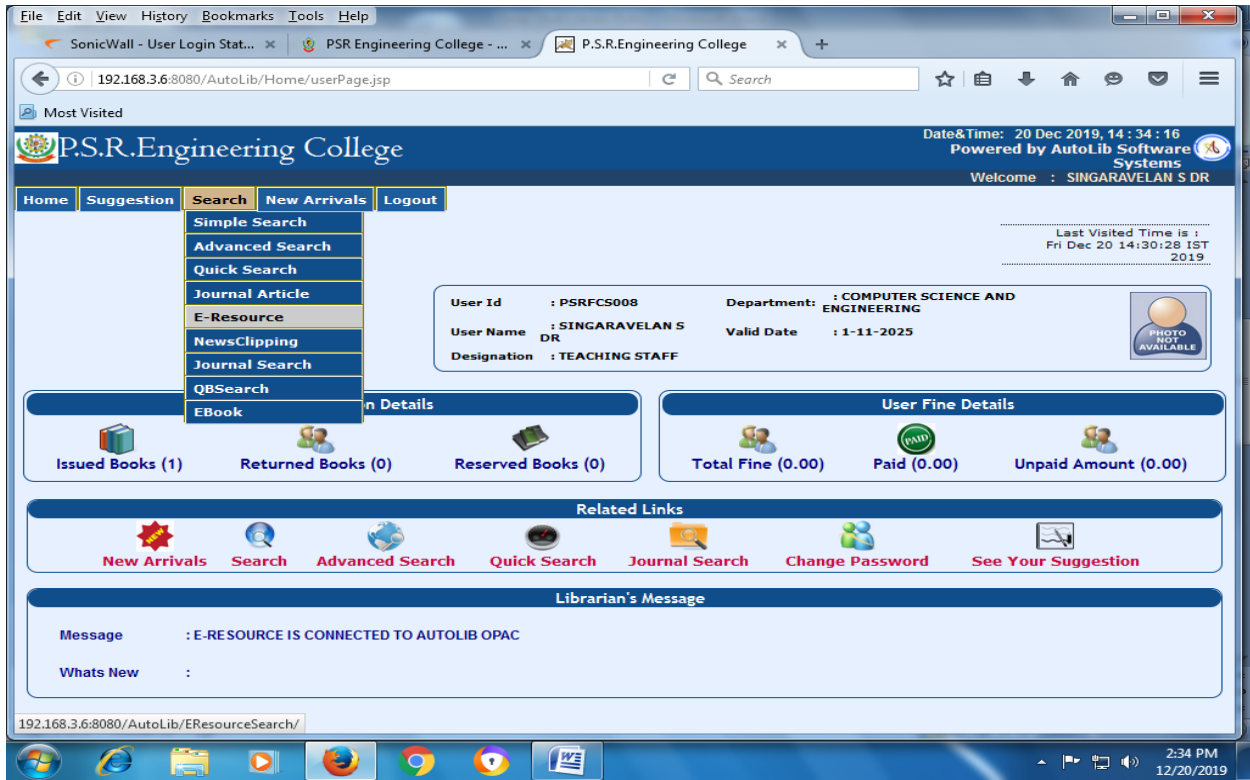 File Edit View History Bookmarks Tools Help
SonicWall - User Login Stat... × PSR Engineering College - ... × P.S.R.Engineering College × +
192.168.3.6:8080/AutoLib/Home/userPage.jsp Search
Most Visited
P.S.R.Engineering College
Date&Time: 20 Dec 2019, 14 : 34 : 16
Powered by AutoLib Software
Systems
Welcome : SINGARAVELAN S DR
Home Suggestion Search New Arrivals Logout
Simple Search
Advanced Search
Quick Search
Journal Article
E-Resource
NewsClipping
Journal Search
QBSearch
EBook
Last Visited Time is :
Fri Dec 20 14:30:28 IST
2019
User Id : PSRFCS008 Department: : COMPUTER SCIENCE AND
ENGINEERING
User Name : SINGARAVELAN S
DR
Valid Date : 1-11-2025
Designation : TEACHING STAFF
PHOTO
NOT
AVAILABLE
n Details
Issued Books (1) Returned Books (0) Reserved Books (0)
User Fine Details
PAID
Total Fine (0.00) Paid (0.00) Unpaid Amount (0.00)
Related Links
NEW
New Arrivals Search Advanced Search Quick Search Journal Search Change Password See Your Suggestion
Librarian's Message
Message : E-RESOURCE IS CONNECTED TO AUTOLIB OPAC
Whats New :
192.168.3.6:8080/AutoLib/EResourceSearch/
2:34 PM
12/20/2019